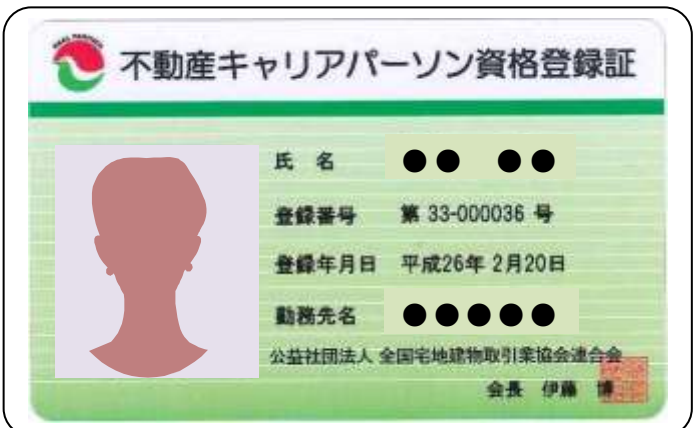 不動産キャリアパーソン資格登録証
氏 名 ●● ●●
登録番号 第 33-000036 号
登録年月日 平成26年 2月20日
勤務先名 ●●●●●
公益社団法人 全国宅地建物取引業協会連合会
会長 伊藤 博